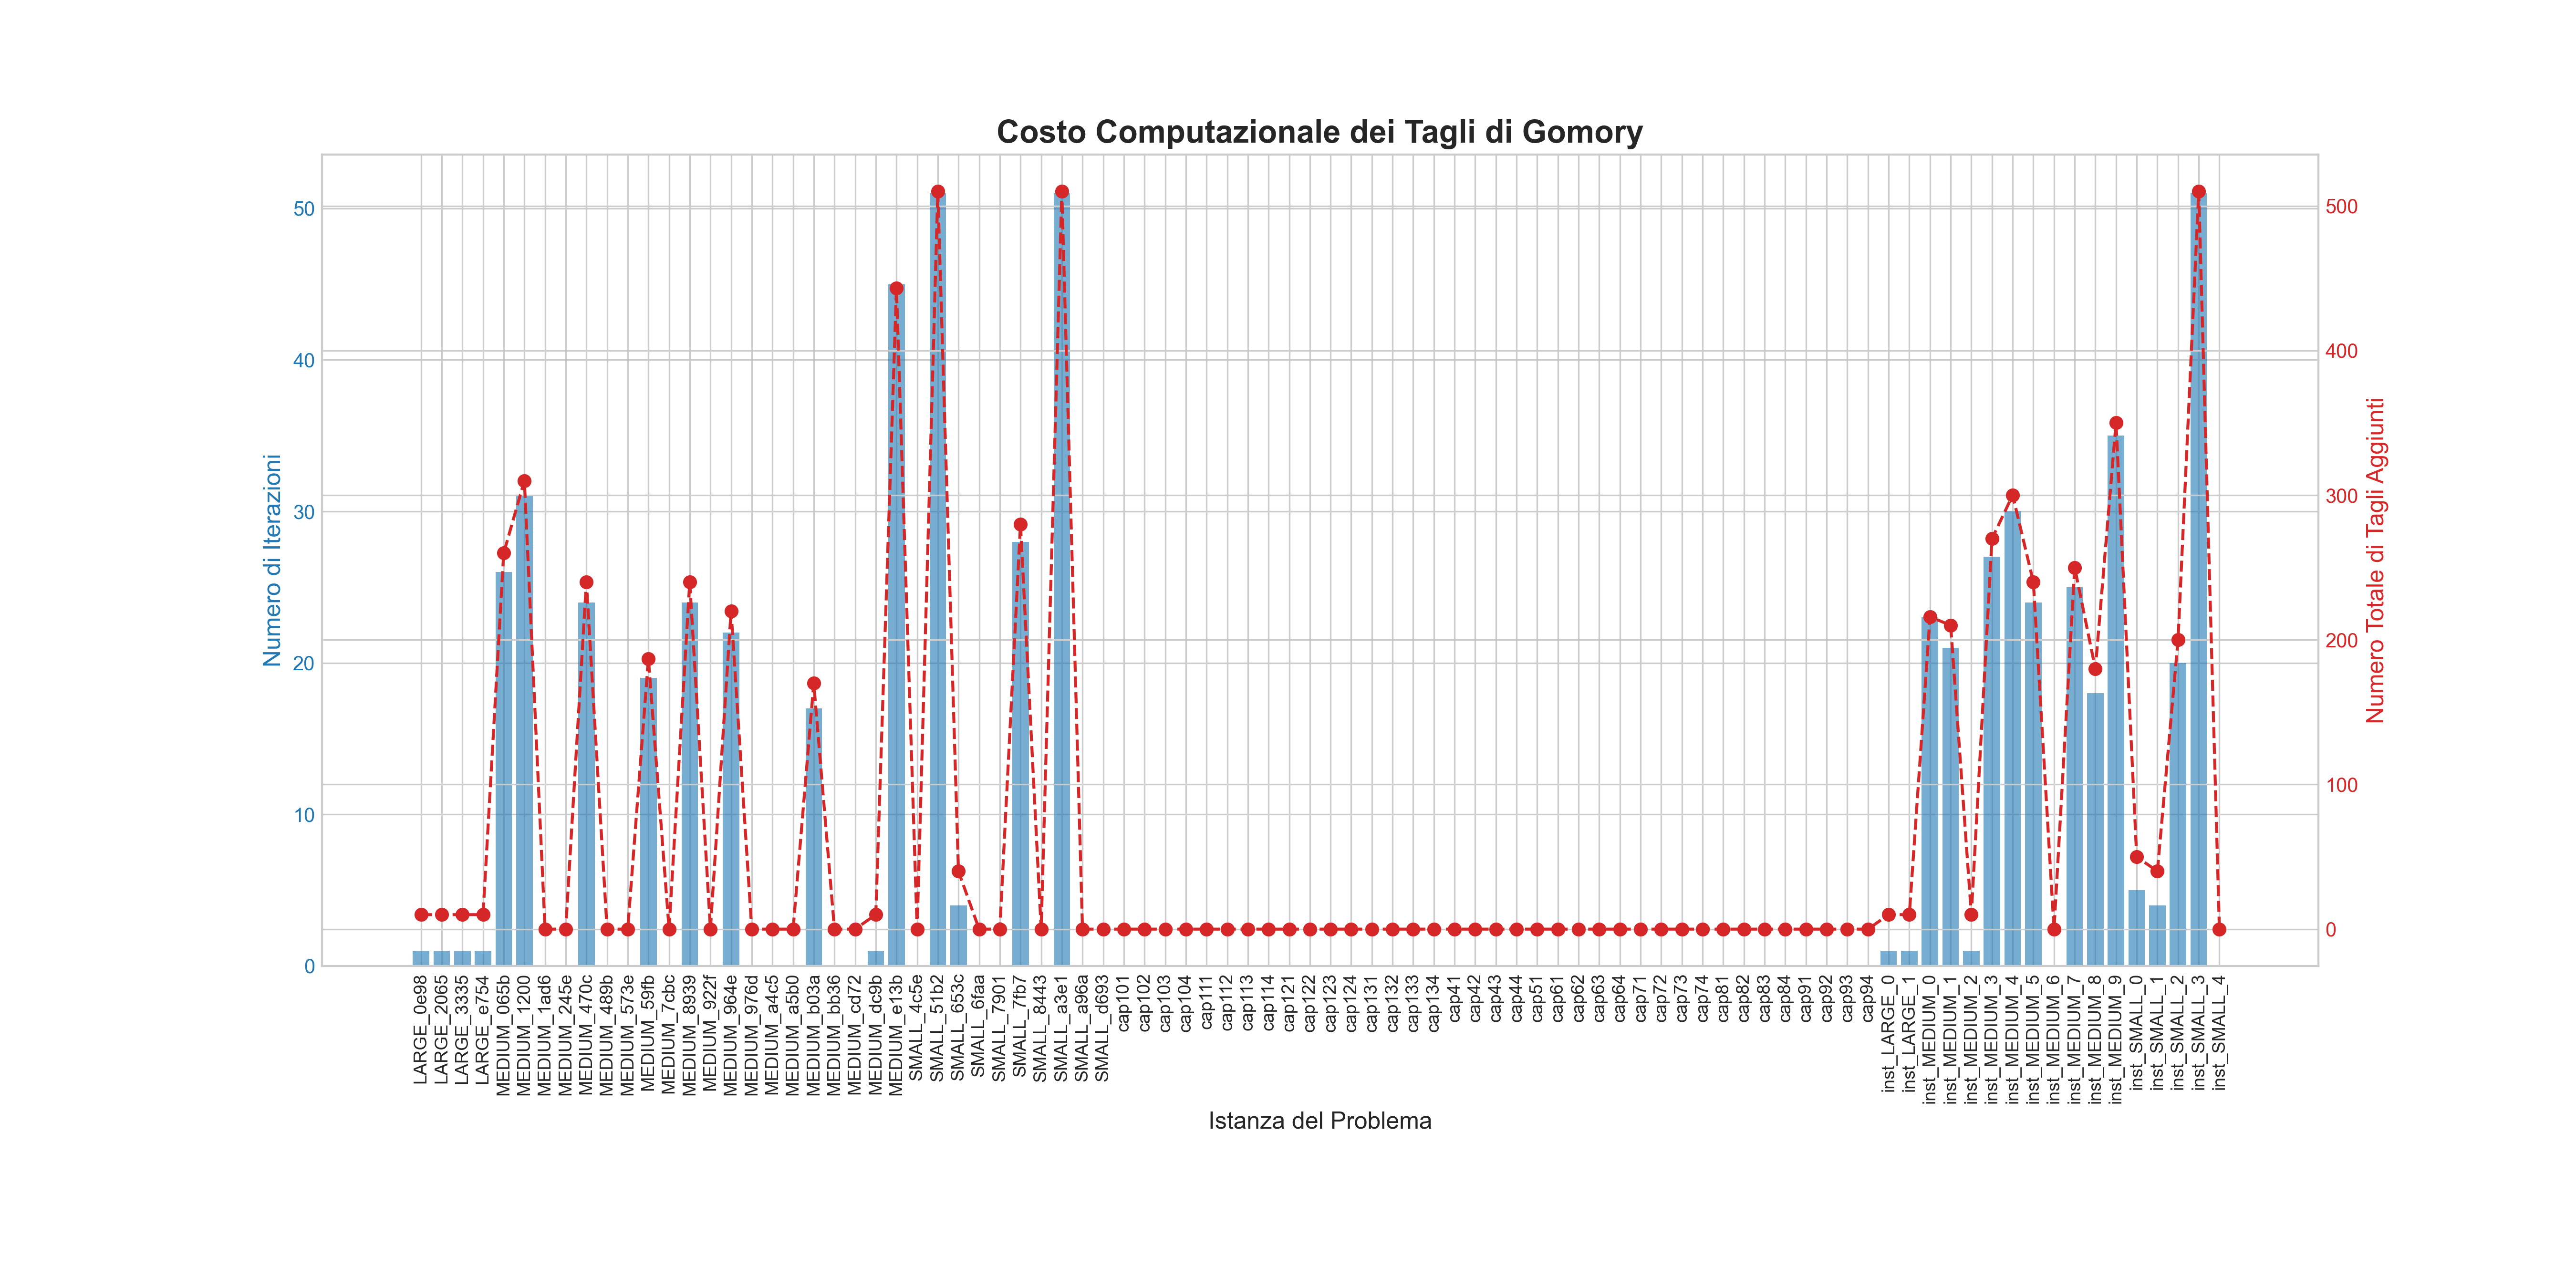 Costo Computazionale dei Tagli di Gomory
Numero di Iterazioni
50
40
30
20
10
0
500
400
300
200
100
0
Numero Totale di Tagli Aggiunti
LARGE_0e98
LARGE_2065
LARGE_3335
LARGE_e754
MEDIUM_065b
MEDIUM_1200
MEDIUM_1ad6
MEDIUM_245e
MEDIUM_470c
MEDIUM_489b
MEDIUM_573e
MEDIUM_59fb
MEDIUM_7cbc
MEDIUM_8939
MEDIUM_922f
MEDIUM_964e
MEDIUM_976d
MEDIUM_a4c5
MEDIUM_a5b0
MEDIUM_b03a
MEDIUM_bb36
MEDIUM_cd72
MEDIUM_dc9b
MEDIUM_e13b
SMALL_4c5e
SMALL_51b2
SMALL_653c
SMALL_6faa
SMALL_7901
SMALL_7fb7
SMALL_8443
SMALL_a3e1
SMALL_a96a
SMALL_d693
cap101
cap102
cap103
cap104
cap111
cap112
cap113
cap114
cap121
cap122
cap123
cap124
cap131
cap132
cap133
cap134
cap41
cap42
cap43
cap44
cap51
cap61
cap62
cap63
cap64
cap71
cap72
cap73
cap74
cap81
cap82
cap83
cap84
cap91
cap92
cap93
cap94
inst_LARGE_0
inst_LARGE_1
inst_MEDIUM_0
inst_MEDIUM_1
inst_MEDIUM_2
inst_MEDIUM_3
inst_MEDIUM_4
inst_MEDIUM_5
inst_MEDIUM_6
inst_MEDIUM_7
inst_MEDIUM_8
inst_MEDIUM_9
inst_SMALL_0
inst_SMALL_1
inst_SMALL_2
inst_SMALL_3
inst_SMALL_4
Istanza del Problema